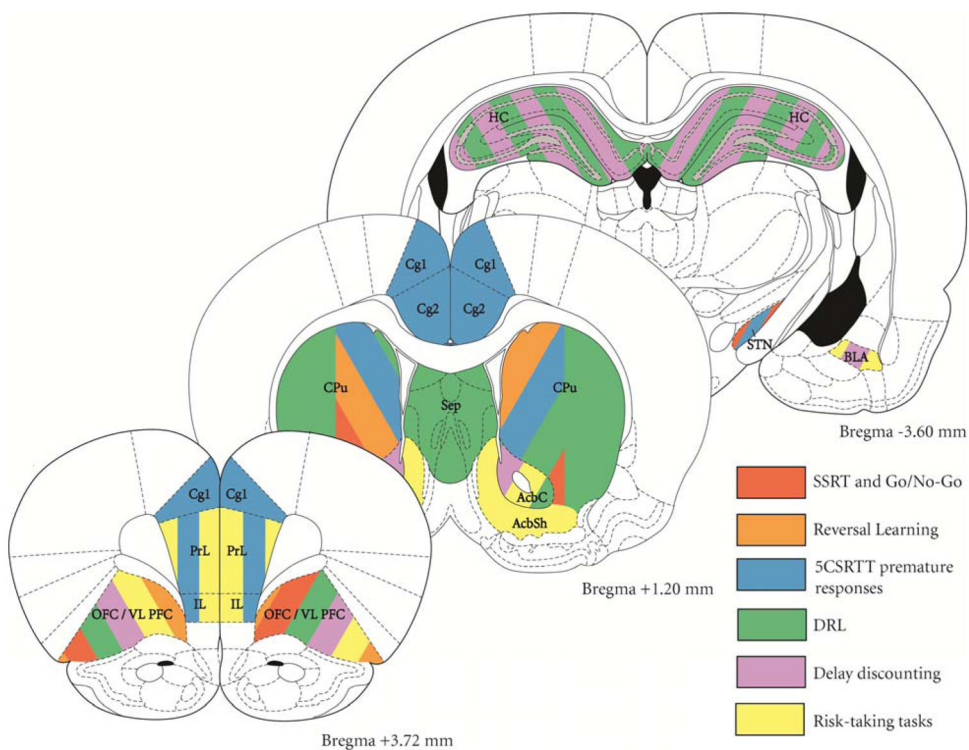 HC HC
STN
BLA
Bregma -3.60 mm
Cg1 Cg1
Cg2 Cg2
CPu CPu
Sep
AcbC
AcbSh
Bregma +1.20 mm
Cg1 Cg1
PrL PrL
IL IL
OFC / VL PFC OFC / VL PFC
Bregma +3.72 mm
SSRT and Go/No-Go
Reversal Learning
5CSRTT premature
responses
DRL
Delay discounting
Risk-taking tasks